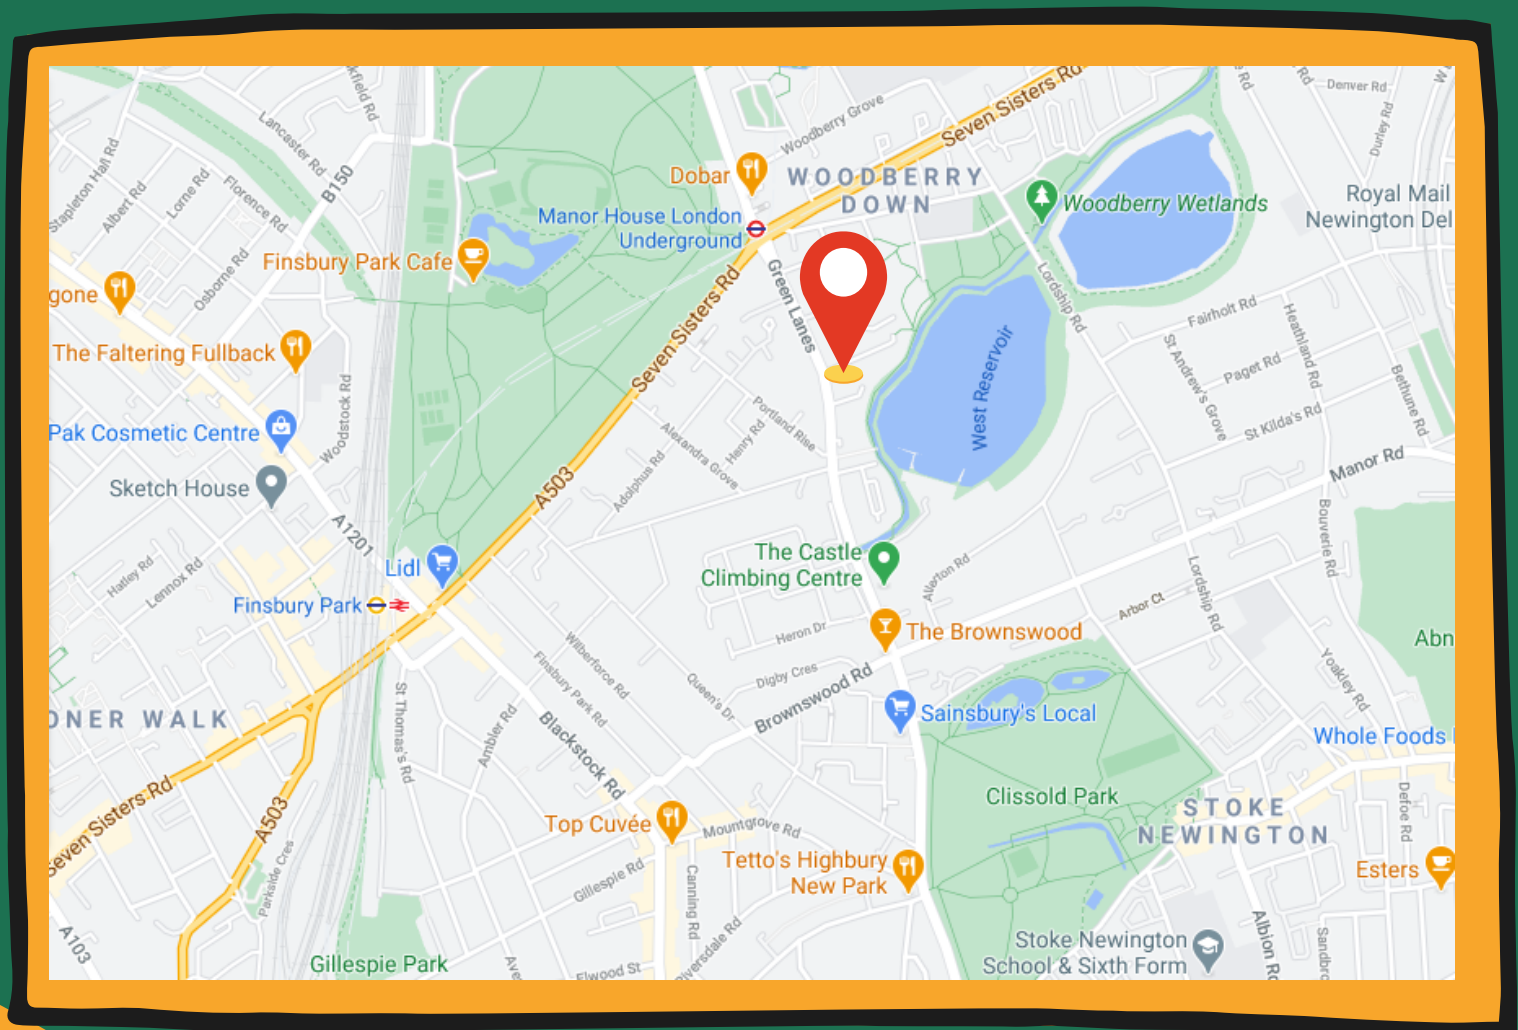 ckfield Rd
Denver Rd
Durley Rd
Rd
Rd
Seven Sisters Rd
Woodberry Grove
Lancaster Rd
Stapleton Hall Rd
B150
Albert Rd
Lorne Rd
Florence Rd
Dobar
WOODBERRY
DOWN
Woodberry Wetlands
Royal Mail
Newington Del
Manor House London
Underground
Finsbury Park Cafe
Osborne Rd
gone
Green Lanes
Lordship Rd
Fairholt Rd
Heathland Rd
Seven Sisters Rd
The Faltering Fullback
West Reservoir
St Andrew's Grove
Paget Rd
Bethune Rd
Woodstock Rd
Pak Cosmetic Centre
Portland Rise
Henry Rd
Alexandra Grove
St Kilda's Rd
Manor Rd
Sketch House
Adolphus Rd
A503
Bouverie Rd
A1201
The Castle
Climbing Centre
Lidl
Hatley Rd
Lennox Rd
Allerton Rd
Lordship Rd
Arbor Ct
Finsbury Park
Heron Dr
The Brownswood
Abn
Wilberforce Rd
Finsbury Park Rd
Queen's Dr
Digby Cres
Brownswood Rd
Yoakley Rd
ONER WALK
St Thomas's Rd
Ambler Rd
Blackstock Rd
Sainsbury's Local
Whole Foods
Seven Sisters Rd
A503
Clissold Park
STOKE
NEWINGTON
Defoe Rd
Top Cuvée
Mountgrove Rd
Tetto's Highbury
New Park
Esters
Parkside Cres
Gillespie Rd
Canning Rd
Riversdale Rd
A103
Gillespie Park
Ave
Elwood St
Stoke Newington
School & Sixth Form
Albion Rd
Sandbro